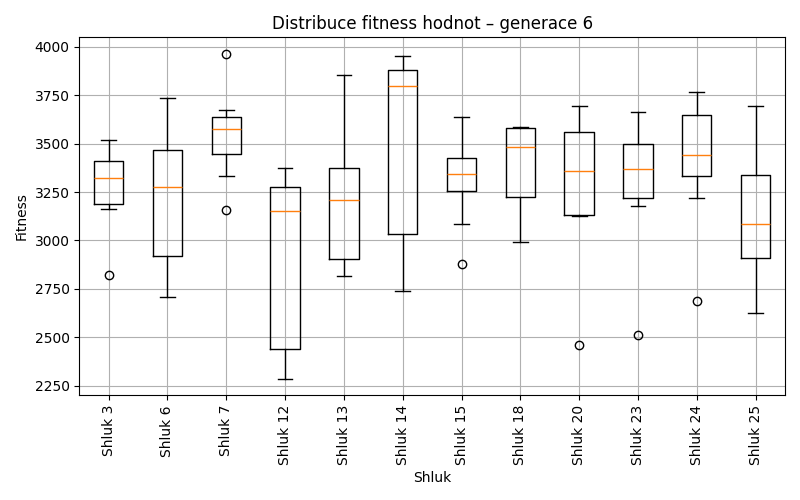 Distribuce fitness hodnot – generace 6
Fitness
4000
3750
3500
3250
3000
2750
2500
2250
Shluk 3
Shluk 6
Shluk 7
Shluk 12
Shluk 13
Shluk 14
Shluk 15
Shluk 18
Shluk 20
Shluk 23
Shluk 24
Shluk 25
Shluk